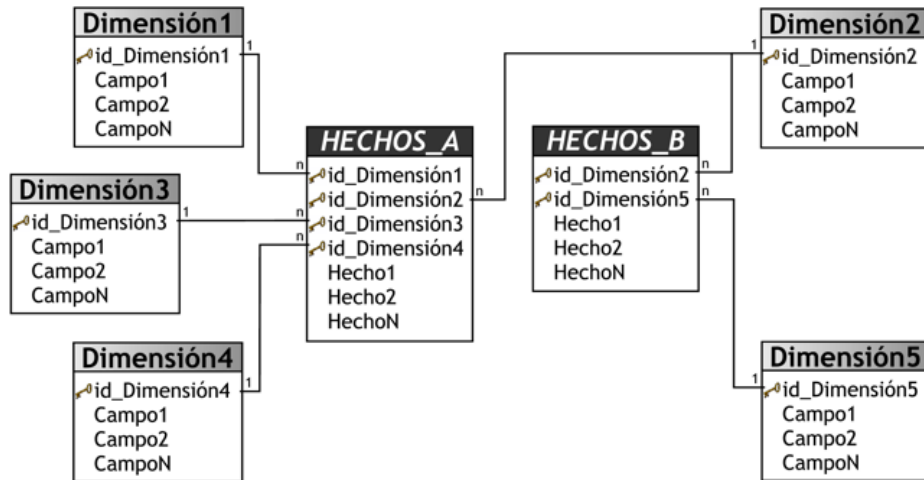 Dimensión1
id_Dimensión1
Campo1
Campo2
CampoN
1
Dimensión3
id_Dimensión3
Campo1
Campo2
CampoN
1
Dimensión4
id_Dimensión4
Campo1
Campo2
CampoN
1
HECHOS_A
n
id_Dimensión1
id_Dimensión2
n
n
id_Dimensión3
n
id_Dimensión4
Hecho1
Hecho2
HechoN
HECHOS_B
id_Dimensión2
n
id_Dimensión5
n
Hecho1
Hecho2
HechoN
Dimensión2
1
id_Dimensión2
Campo1
Campo2
CampoN
Dimensión5
1
id_Dimensión5
Campo1
Campo2
CampoN